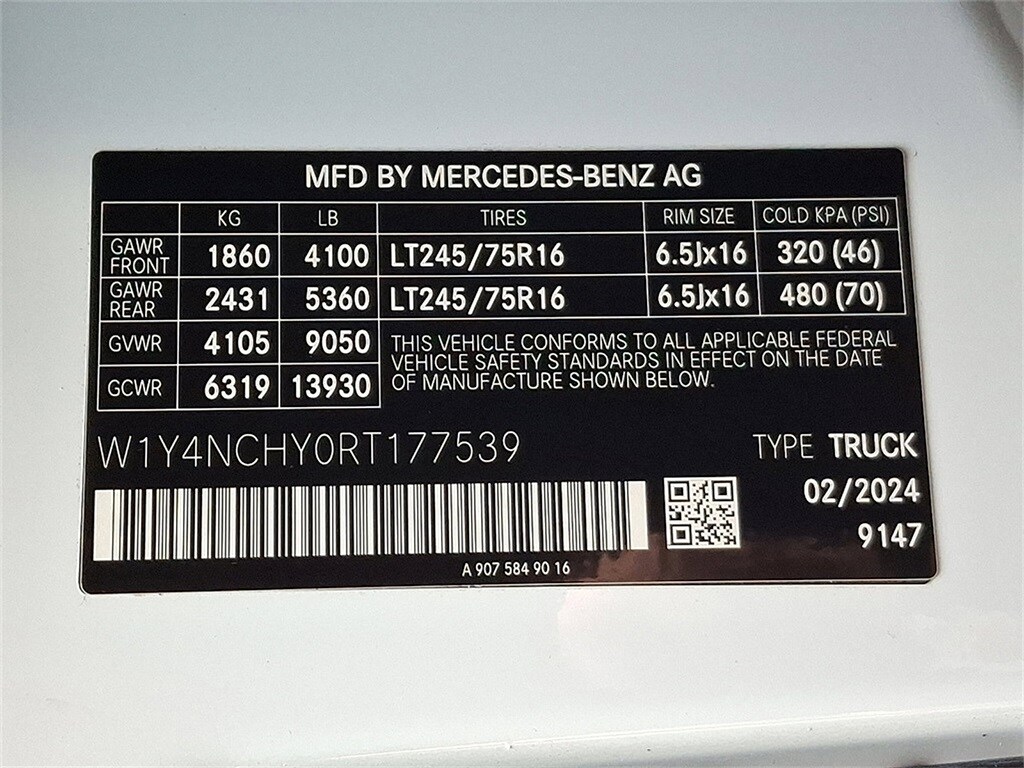 MFD BY MERCEDES-BENZ AG
KG LB TIRES RIM SIZE COLD KPA (PSI)
GAWR FRONT 1860 4100 LT245/75R16 6.5Jx16 320 (46)
GAWR REAR 2431 5360 LT245/75R16 6.5Jx16 480 (70)
GVWR 4105 9050
GCWR 6319 13930
THIS VEHICLE CONFORMS TO ALL APPLICABLE FEDERAL
VEHICLE SAFETY STANDARDS IN EFFECT ON THE DATE
OF MANUFACTURE SHOWN BELOW.
W1Y4NCHY0RT177539 TYPE TRUCK
02/2024
9147
A 907 584 90 16